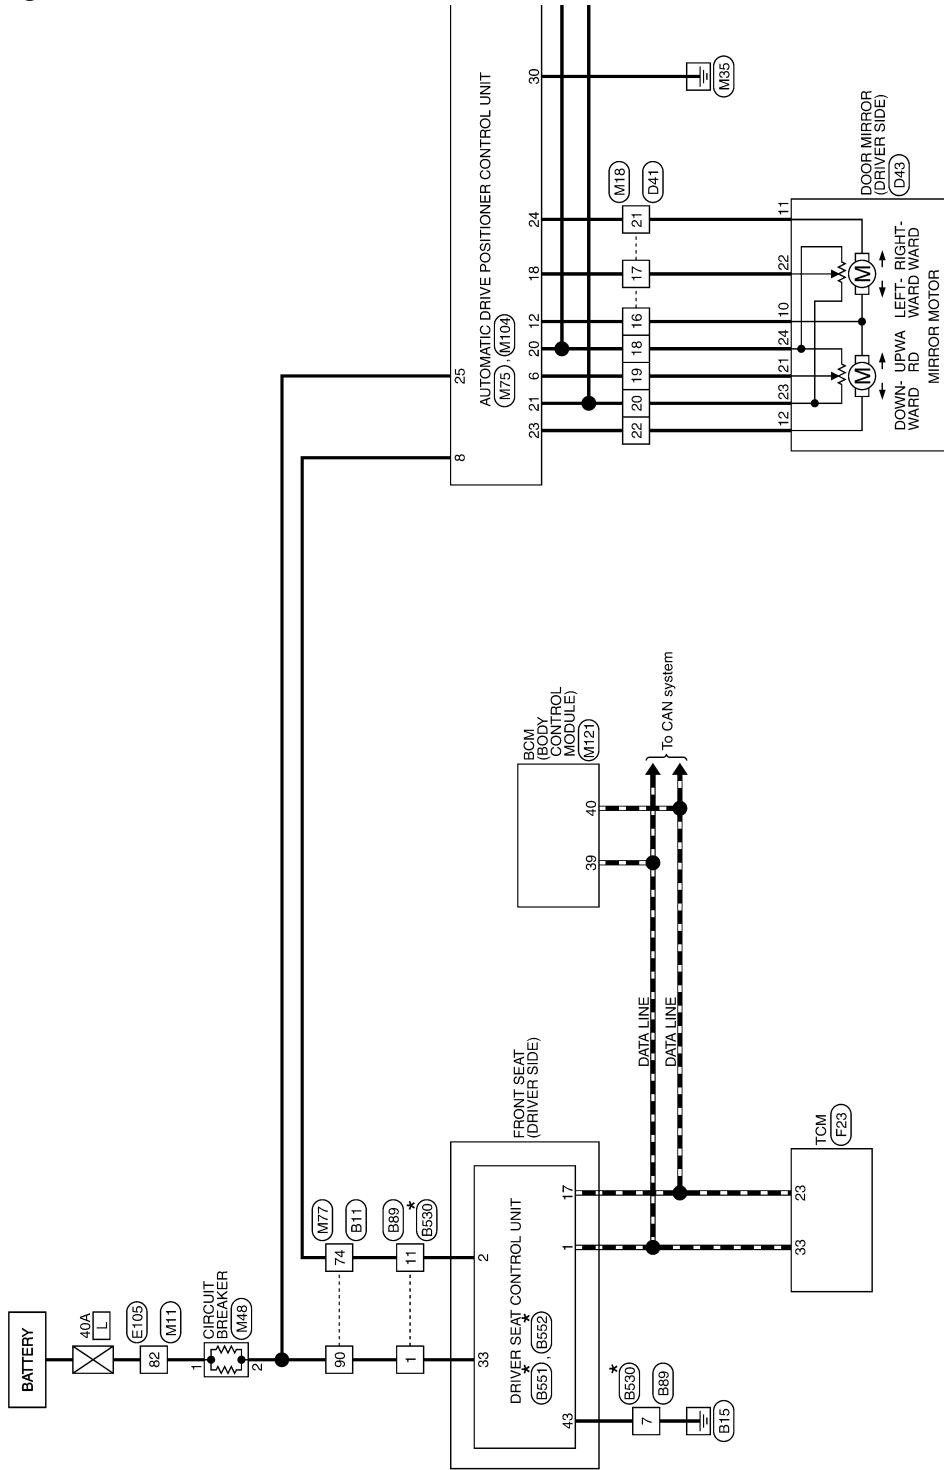 BATTERY
40A
L
E105
82
M11
1
CIRCUIT
BREAKER
M48
2
M77
90
74
B11
B89
*
1
11
B530
33
2
FRONT SEAT
(DRIVER SIDE)
DRIVER SEAT CONTROL UNIT
* *
B551 , B552
43
1
17
*
B530
7
B89
B15
DATA LINE
DATA LINE
33
23
TCM
F23
BCM
(BODY
CONTROL
MODULE)
M121
39
40
To CAN system
8
25
AUTOMATIC DRIVE POSITIONER CONTROL UNIT
M75 , M104
23
21
6
20
12
18
24
30
M35
M18
22
20
19
18
16
17
21
D41
12
23
21
24
10
22
11
DOOR MIRROR
(DRIVER SIDE)
D43
M
M
DOWN-
WARD
UPWA
RD
LEFT-
WARD
RIGHT-
WARD
MIRROR MOTOR